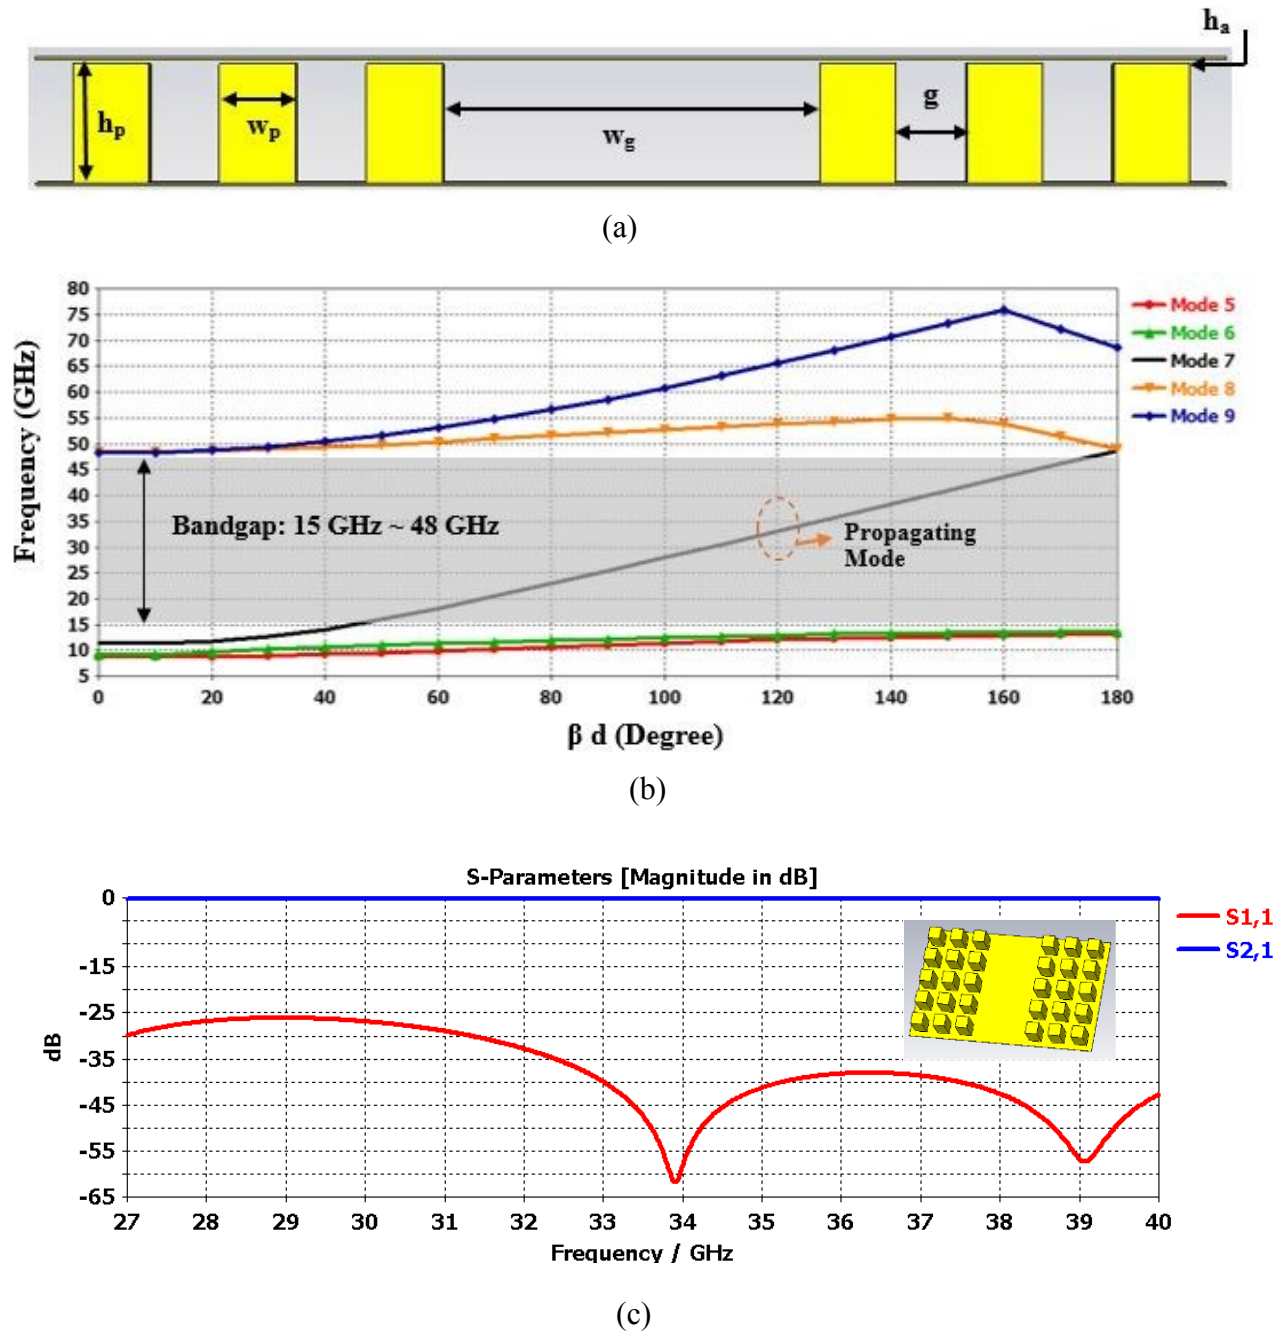 hₐ
hₚ
wₚ
w_g
g
(a)
80
75
70
65
60
55
50
45
40
35
30
25
20
15
10
5
Frequency (GHz)
Mode 5
Mode 6
Mode 7
Mode 8
Mode 9
Bandgap: 15 GHz ~ 48 GHz
Propagating
Mode
0 20 40 60 80 100 120 140 160 180
β d (Degree)
(b)
S-Parameters [Magnitude in dB]
0
-15
-25
-35
-45
-55
-65
dB
S1,1
S2,1
27 28 29 30 31 32 33 34 35 36 37 38 39 40
Frequency / GHz
(c)